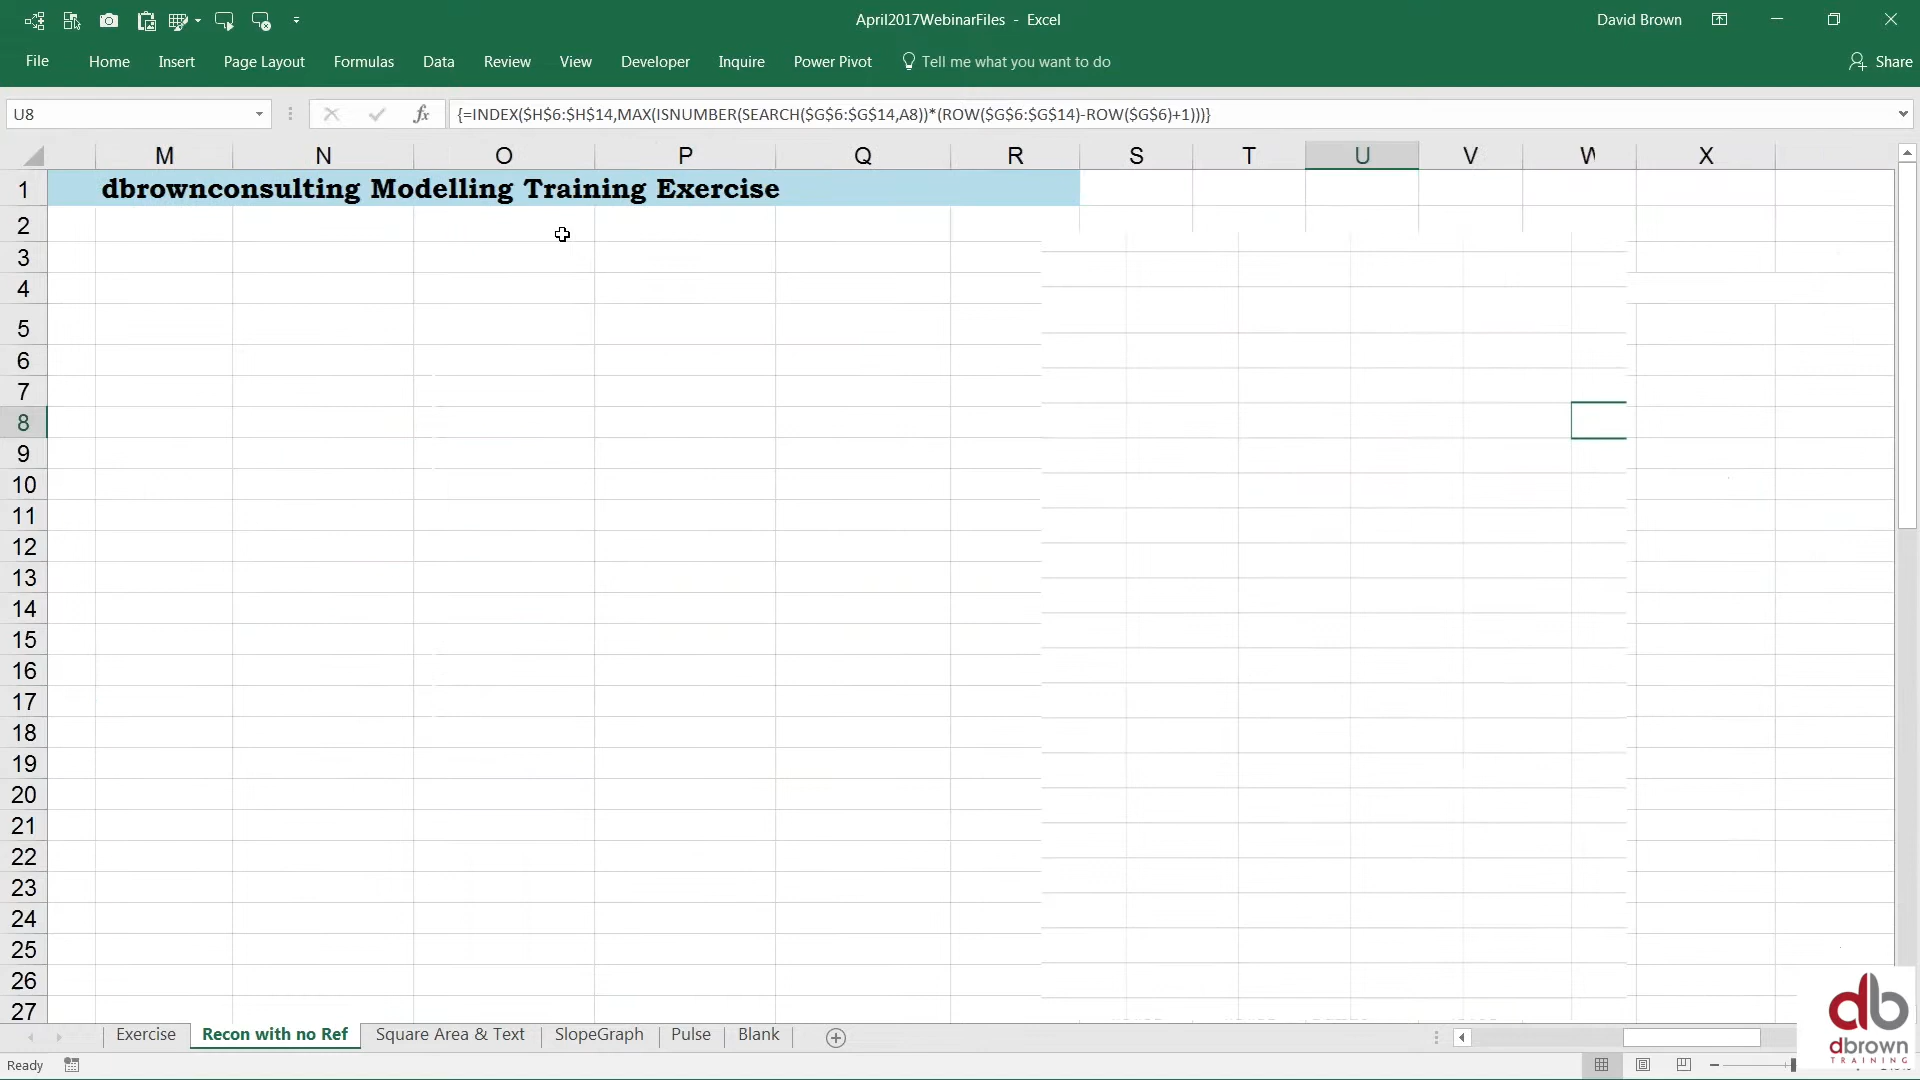 April2017WebinarFiles - Excel
David Brown
File Home Insert Page Layout Formulas Data Review View Developer Inquire Power Pivot Tell me what you want to do Share
U8 fx {=INDEX($H$6:$H$14,MAX(ISNUMBER(SEARCH($G$6:$G$14,A8))*(ROW($G$6:$G$14)-ROW($G$6)+1)))}
M N O P Q R S T U V W X
1 dbrownconsulting Modelling Training Exercise
2
3
4
5
6
7
8
9
10
11
12
13
14
15
16
17
18
19
20
21
22
23
24
25
26
27
Exercise Recon with no Ref Square Area & Text SlopeGraph Pulse Blank
Ready
db
dbrown
TRAINING